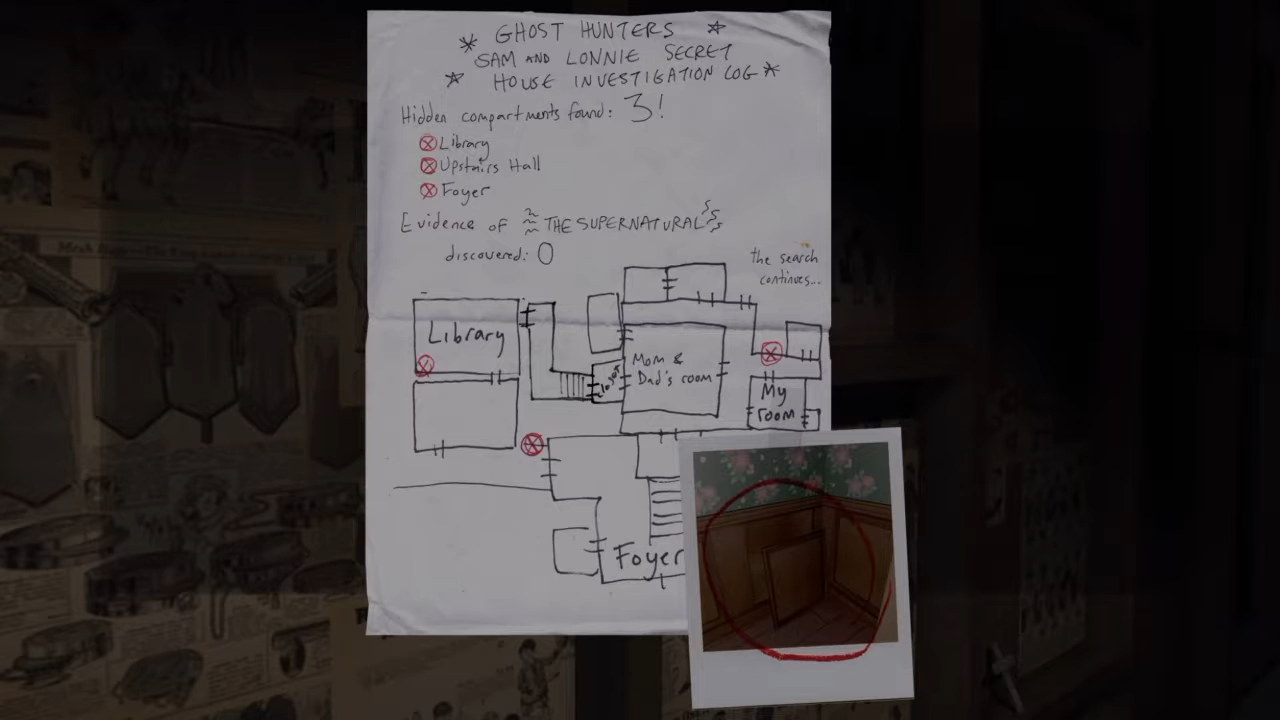 GHOST HUNTERS
SAM AND LONNIE SECRET
HOUSE INVESTIGATION LOG
Hidden compartments found: 3!
Library
Upstairs Hall
Foyer
Evidence of THE SUPERNATURAL
discovered: 0
the search
continues...
Library
Mom &
Dad's room
closet
My
room
Foyer